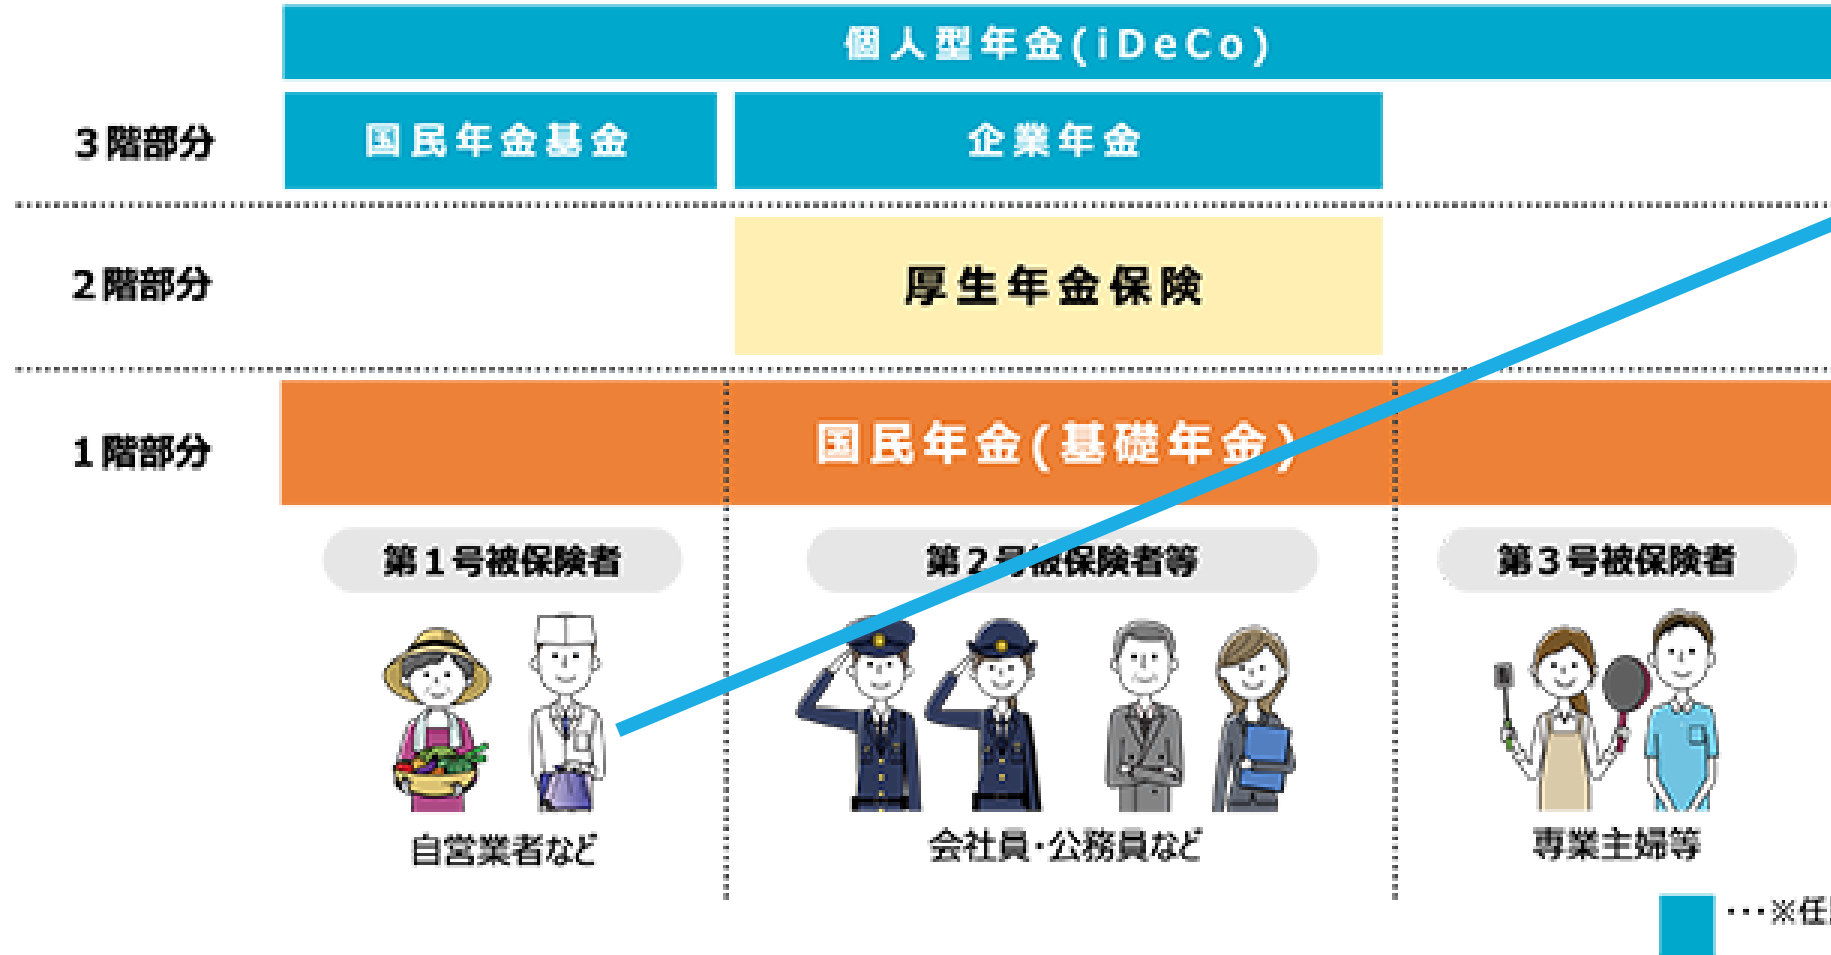 個人型年金(iDeCo)
3階部分
国民年金基金
企業年金
2階部分
厚生年金保険
1階部分
国民年金(基礎年金)
第1号被保険者
第2号被保険者等
第3号被保険者
自営業者など
会社員・公務員など
専業主婦等
…※任